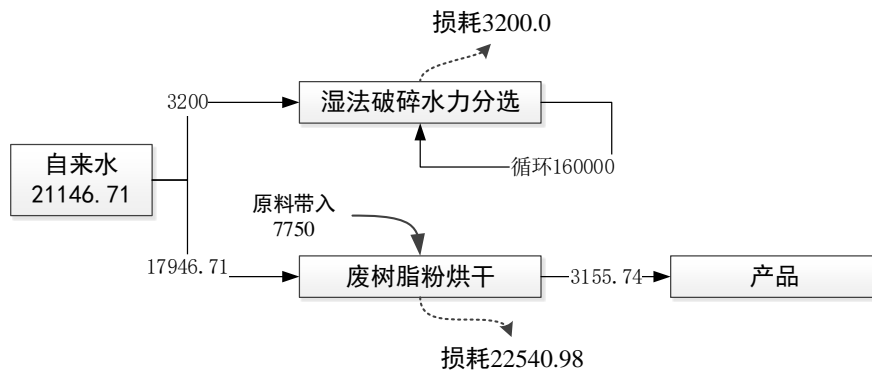 损耗3200.0
3200
湿法破碎水力分选
循环160000
自来水
21146.71
原料带入
7750
17946.71
废树脂粉烘干
3155.74
产品
损耗22540.98